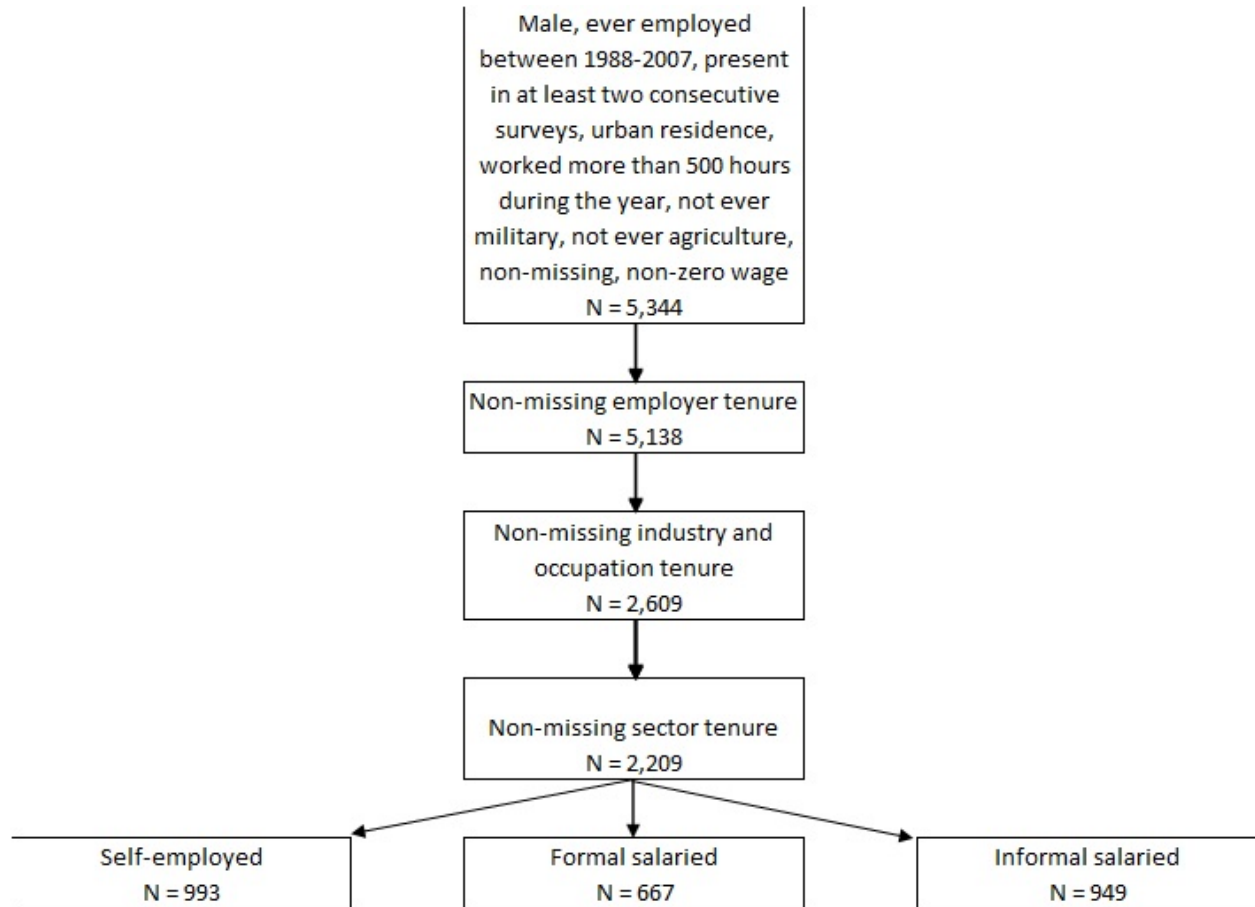 Male, ever employed
between 1988-2007, present
in at least two consecutive
surveys, urban residence,
worked more than 500 hours
during the year, not ever
military, not ever agriculture,
non-missing, non-zero wage
N = 5,344
Non-missing employer tenure
N = 5,138
Non-missing industry and
occupation tenure
N = 2,609
Non-missing sector tenure
N = 2,209
Self-employed
N = 993
Formal salaried
N = 667
Informal salaried
N = 949